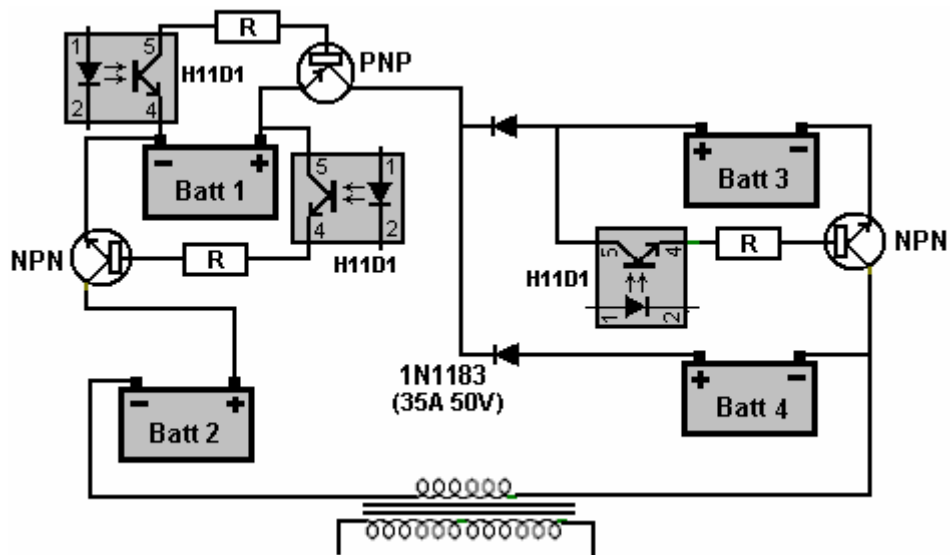 1
5
R
PNP
H11D1
2
4
-
+
Batt 1
5
1
4
2
H11D1
+
-
Batt 3
NPN
R
5
4
R
NPN
H11D1
1
2
1N1183
(35A 50V)
-
+
Batt 2
+
-
Batt 4